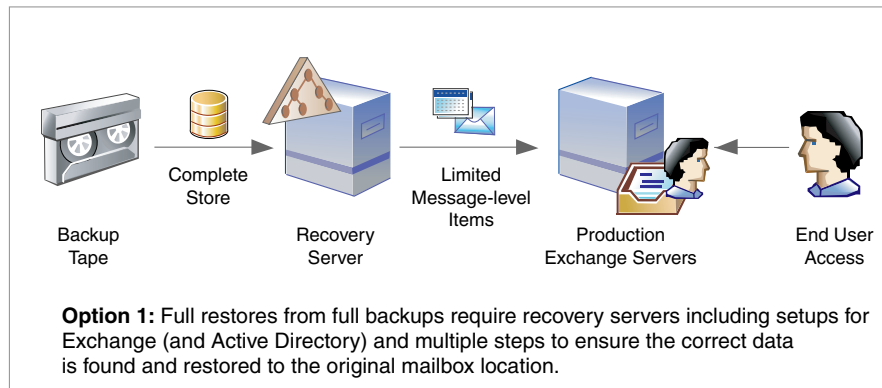 Complete
Store
Limited
Message-level
Items
Backup
Tape
Recovery
Server
Production
Exchange Servers
End User
Access
Option 1: Full restores from full backups require recovery servers including setups for
Exchange (and Active Directory) and multiple steps to ensure the correct data
is found and restored to the original mailbox location.